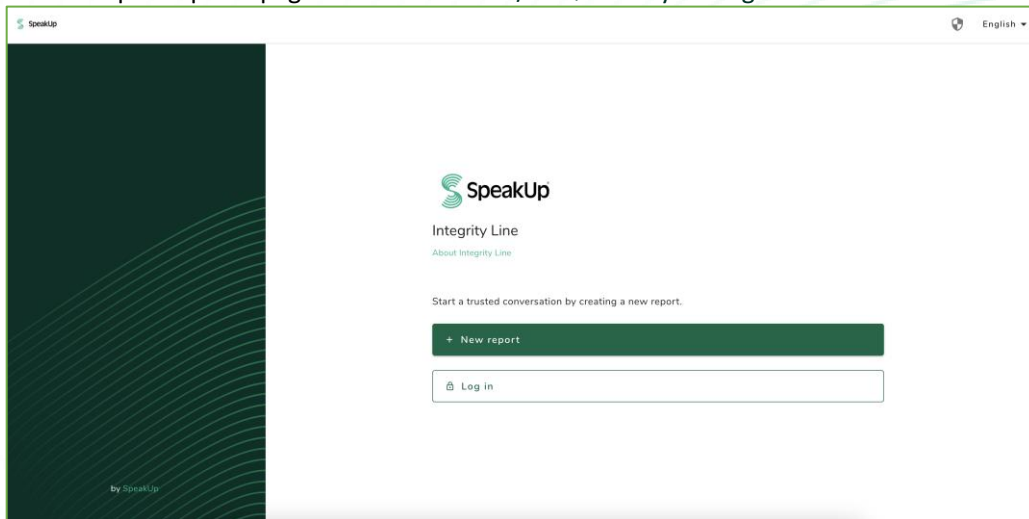 SpeakUp
English
SpeakUp
Integrity Line
About Integrity Line
Start a trusted conversation by creating a new report.
+ New report
Log in
by SpeakUp